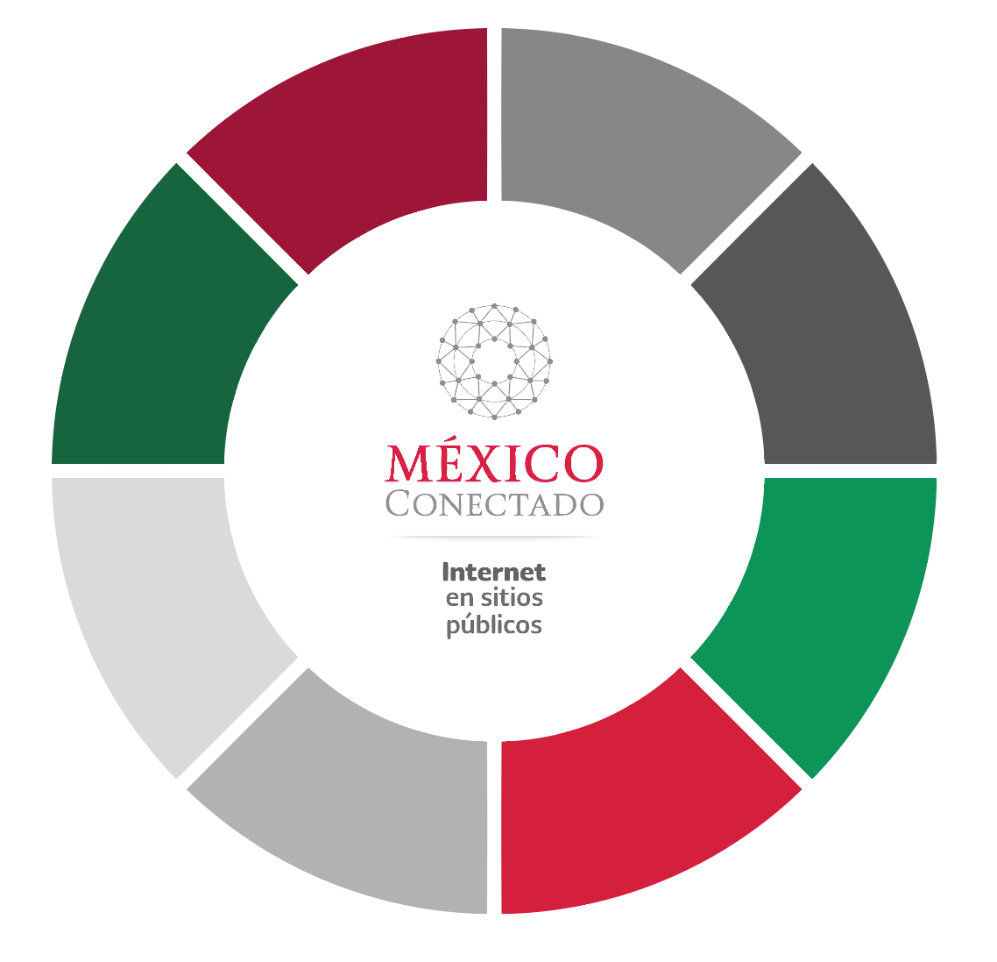 MÉXICO
CONECTADO
Internet
en sitios
públicos